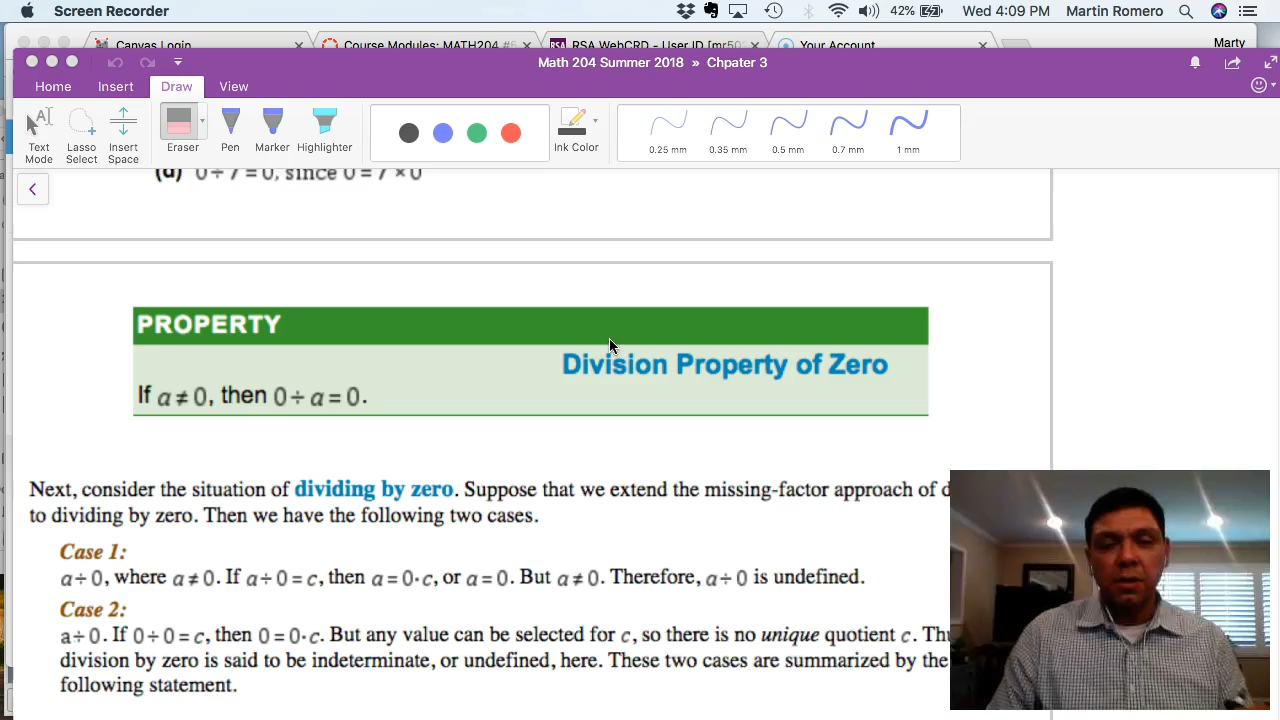 Screen Recorder
42%
Wed 4:09 PM
Martin Romero
Canvas Login
Course Modules: MATH204 #
RSA WebCRD - User ID [mr50
Your Account
Marty
Math 204 Summer 2018 » Chpater 3
Home Insert Draw View
Text Mode
Lasso Select
Insert Space
Eraser
Pen
Marker
Highlighter
Ink Color
0.25 mm
0.35 mm
0.5 mm
0.7 mm
1 mm
(d) 0 ÷ 7 = 0, since 0 = 7 × 0
PROPERTY
Division Property of Zero
If a ≠ 0, then 0 ÷ a = 0.
Next, consider the situation of dividing by zero. Suppose that we extend the missing-factor approach of d
to dividing by zero. Then we have the following two cases.
Case 1:
a ÷ 0, where a ≠ 0. If a ÷ 0 = c, then a = 0 · c, or a = 0. But a ≠ 0. Therefore, a ÷ 0 is undefined.
Case 2:
a ÷ 0. If 0 ÷ 0 = c, then 0 = 0 · c. But any value can be selected for c, so there is no unique quotient c. Thu
division by zero is said to be indeterminate, or undefined, here. These two cases are summarized by the
following statement.